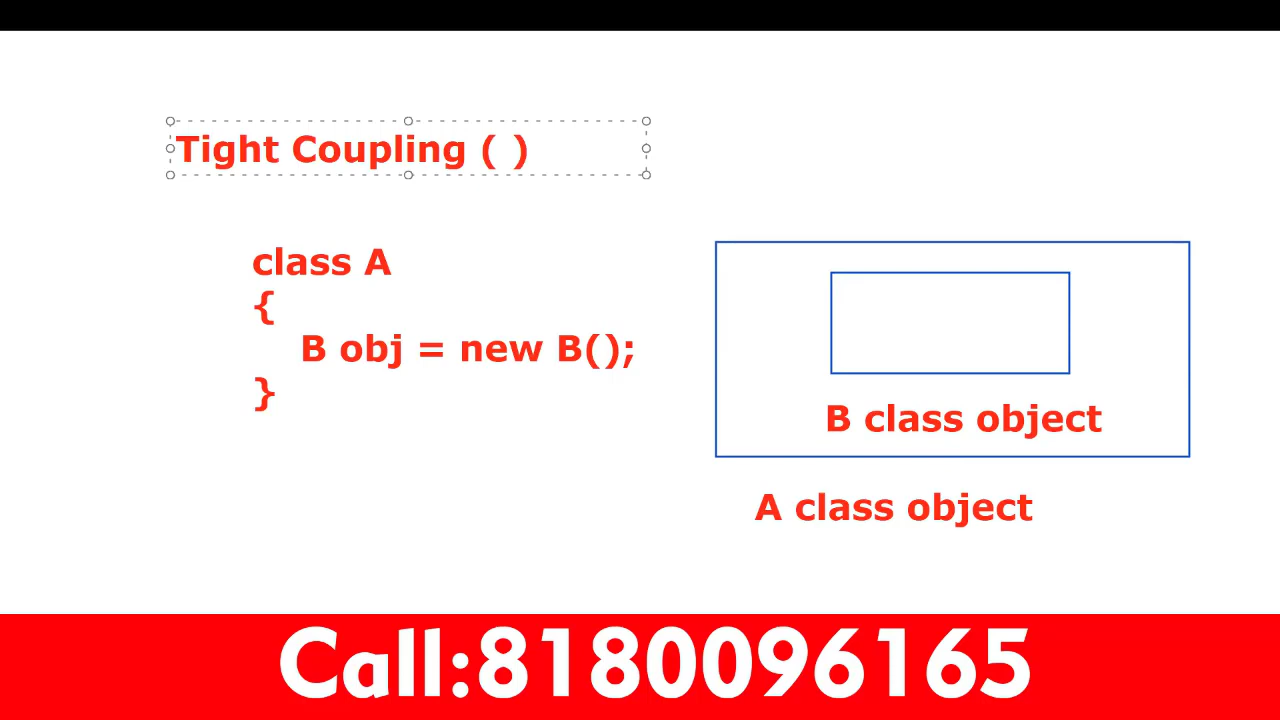 Tight Coupling ( )
class A
{
B obj = new B();
}
B class object
A class object
Call:8180096165